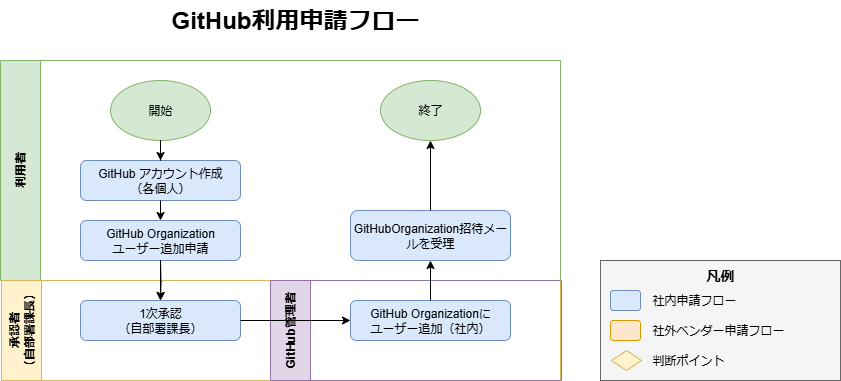 GitHub利用申請フロー
利用者
開始
終了
GitHub アカウント作成
（各個人）
GitHub Organization
ユーザー追加申請
GitHubOrganization招待メー
ルを受理
承認者
（自部署課長）
1次承認
（自部署課長）
GitHub管理者
GitHub Organizationに
ユーザー追加（社内）
凡例
社内申請フロー
社外ベンダー申請フロー
判断ポイント